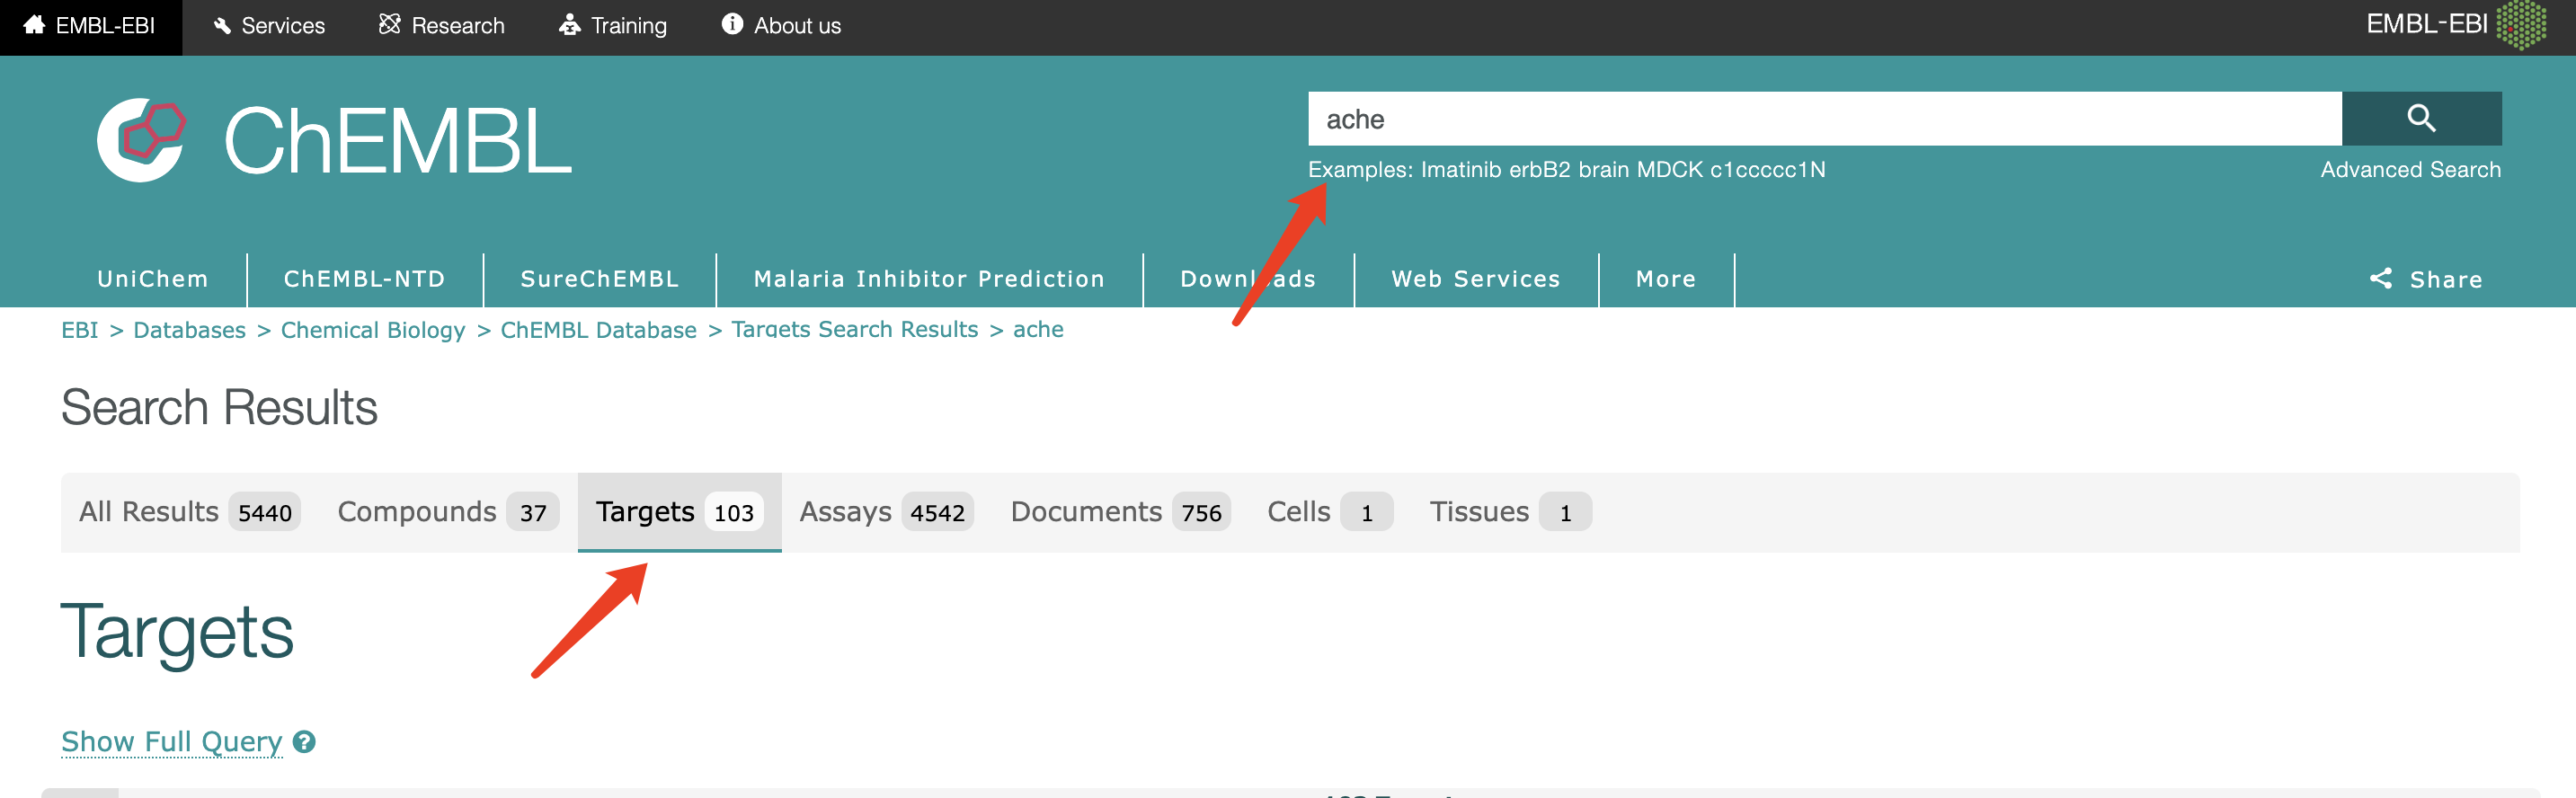 EMBL-EBI Services Research Training About us EMBL-EBI
ChEMBL
ache
Examples: Imatinib erbB2 brain MDCK c1ccccc1N Advanced Search
UniChem ChEMBL-NTD SureChEMBL Malaria Inhibitor Prediction Downloads Web Services More Share
EBI > Databases > Chemical Biology > ChEMBL Database > Targets Search Results > ache
Search Results
All Results 5440 Compounds 37 Targets 103 Assays 4542 Documents 756 Cells 1 Tissues 1
Targets
Show Full Query ?